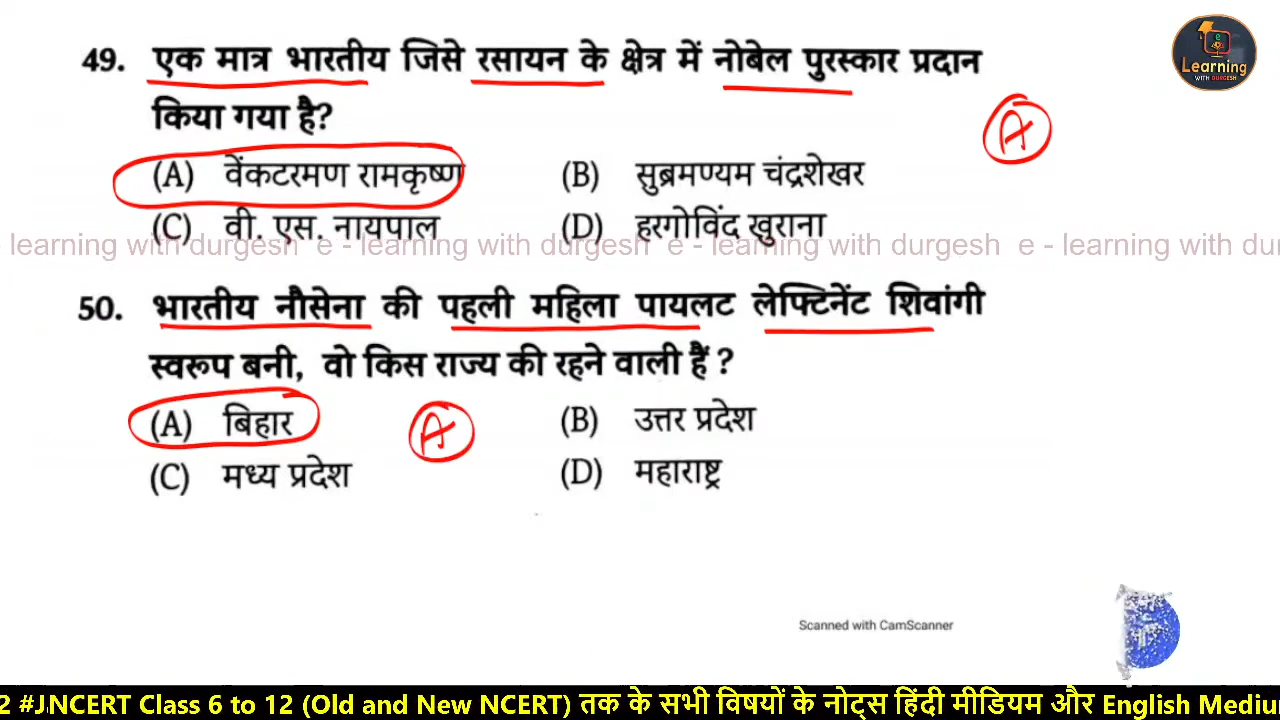 Learning
WITH DURGESH
49. एक मात्र भारतीय जिसे रसायन के क्षेत्र में नोबेल पुरस्कार प्रदान
किया गया है?
A
(A) वेंकटरमण रामकृष्ण (B) सुब्रमण्यम चंद्रशेखर
(C) वी. एस. नायपाल (D) हरगोविंद खुराना
- learning with durgesh e - learning with durgesh e - learning with du
50. भारतीय नौसेना की पहली महिला पायलट लेफ्टिनेंट शिवांगी
स्वरूप बनी, वो किस राज्य की रहने वाली हैं ?
(A) बिहार A (B) उत्तर प्रदेश
(C) मध्य प्रदेश (D) महाराष्ट्र
Scanned with CamScanner
2 #JNCERT Class 6 to 12 (Old and New NCERT) तक के सभी विषयों के नोट्स हिंदी मीडियम और English Mediu